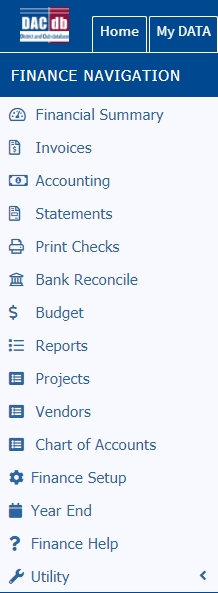 DACdb
District and Club database
Home
My DATA
FINANCE NAVIGATION
Financial Summary
Invoices
Accounting
Statements
Print Checks
Bank Reconcile
Budget
Reports
Projects
Vendors
Chart of Accounts
Finance Setup
Year End
Finance Help
Utility